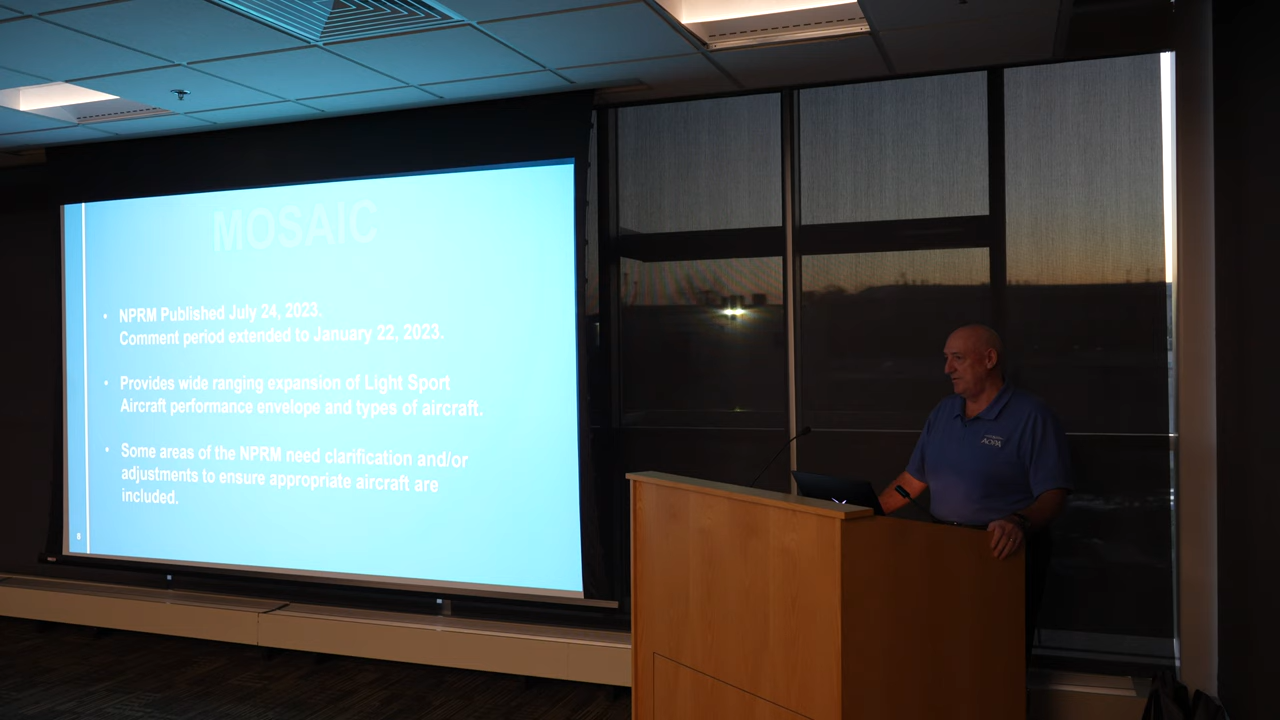 MOSAIC
• NPRM Published July 24, 2023.
Comment period extended to January 22, 2023.
• Provides wide ranging expansion of Light Sport
Aircraft performance envelope and types of aircraft.
• Some areas of the NPRM need clarification and/or
adjustments to ensure appropriate aircraft are
included.
AOPA